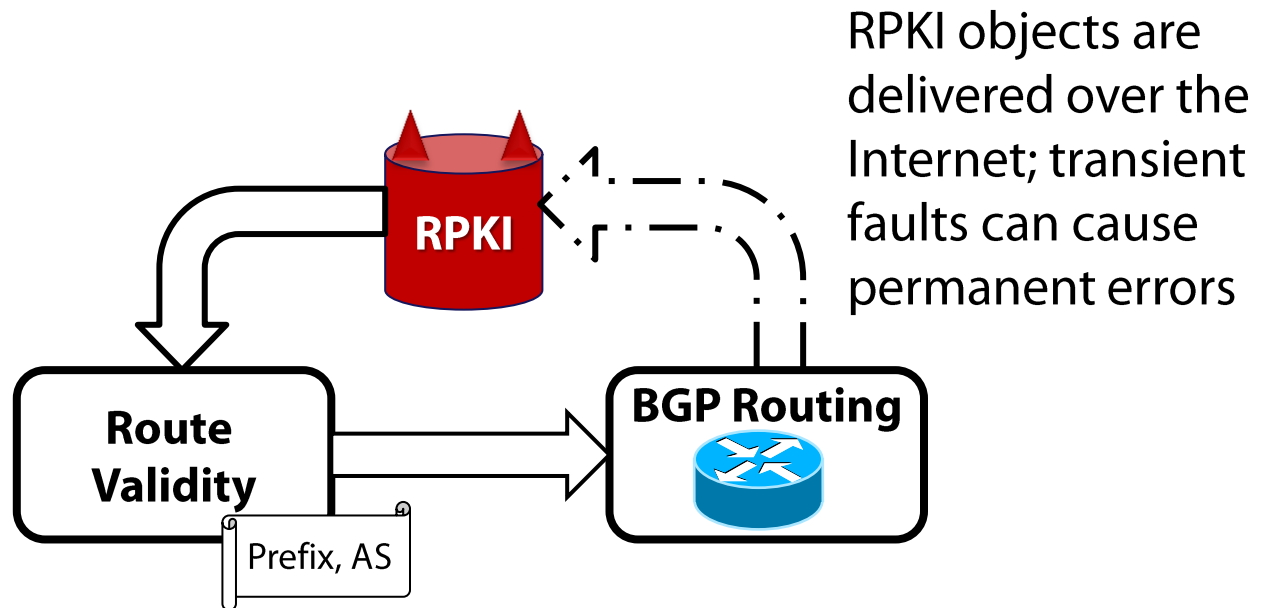 RPKI objects are
delivered over the
Internet; transient
faults can cause
permanent errors
RPKI
Route
Validity
Prefix, AS
BGP Routing